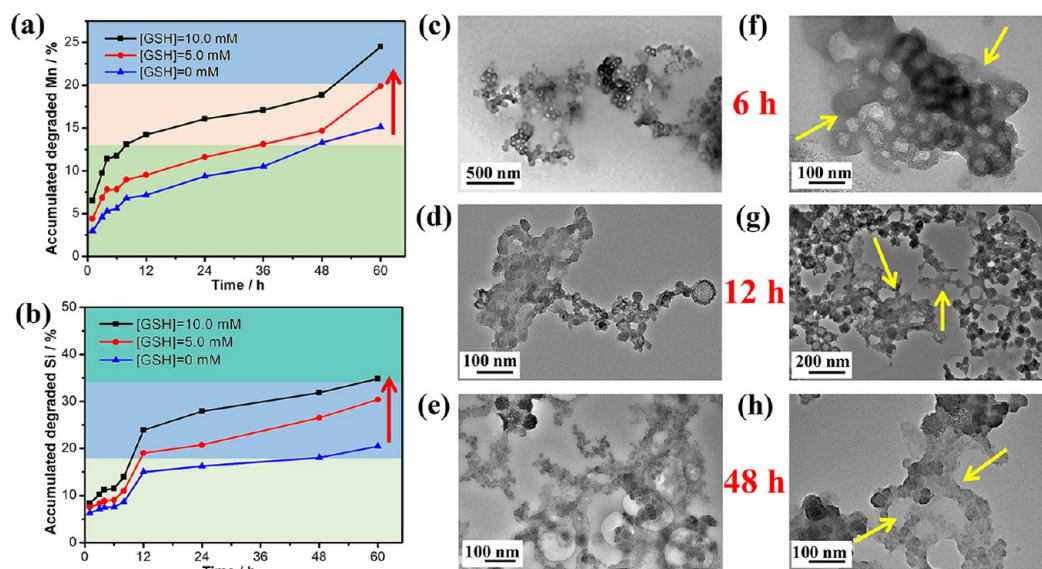 (a)
[GSH]=10.0 mM
[GSH]=5.0 mM
[GSH]=0 mM
Accumulated degraded Mn / %
25
20
15
10
5
0
0 6 12 24 36 48 60
Time / h
(b)
[GSH]=10.0 mM
[GSH]=5.0 mM
[GSH]=0 mM
Accumulated degraded Si / %
50
40
30
20
10
0
0 6 12 24 36 48 60
Time / h
(c)
500 nm
6 h
(f)
100 nm
(d)
100 nm
12 h
(g)
200 nm
(e)
100 nm
48 h
(h)
100 nm